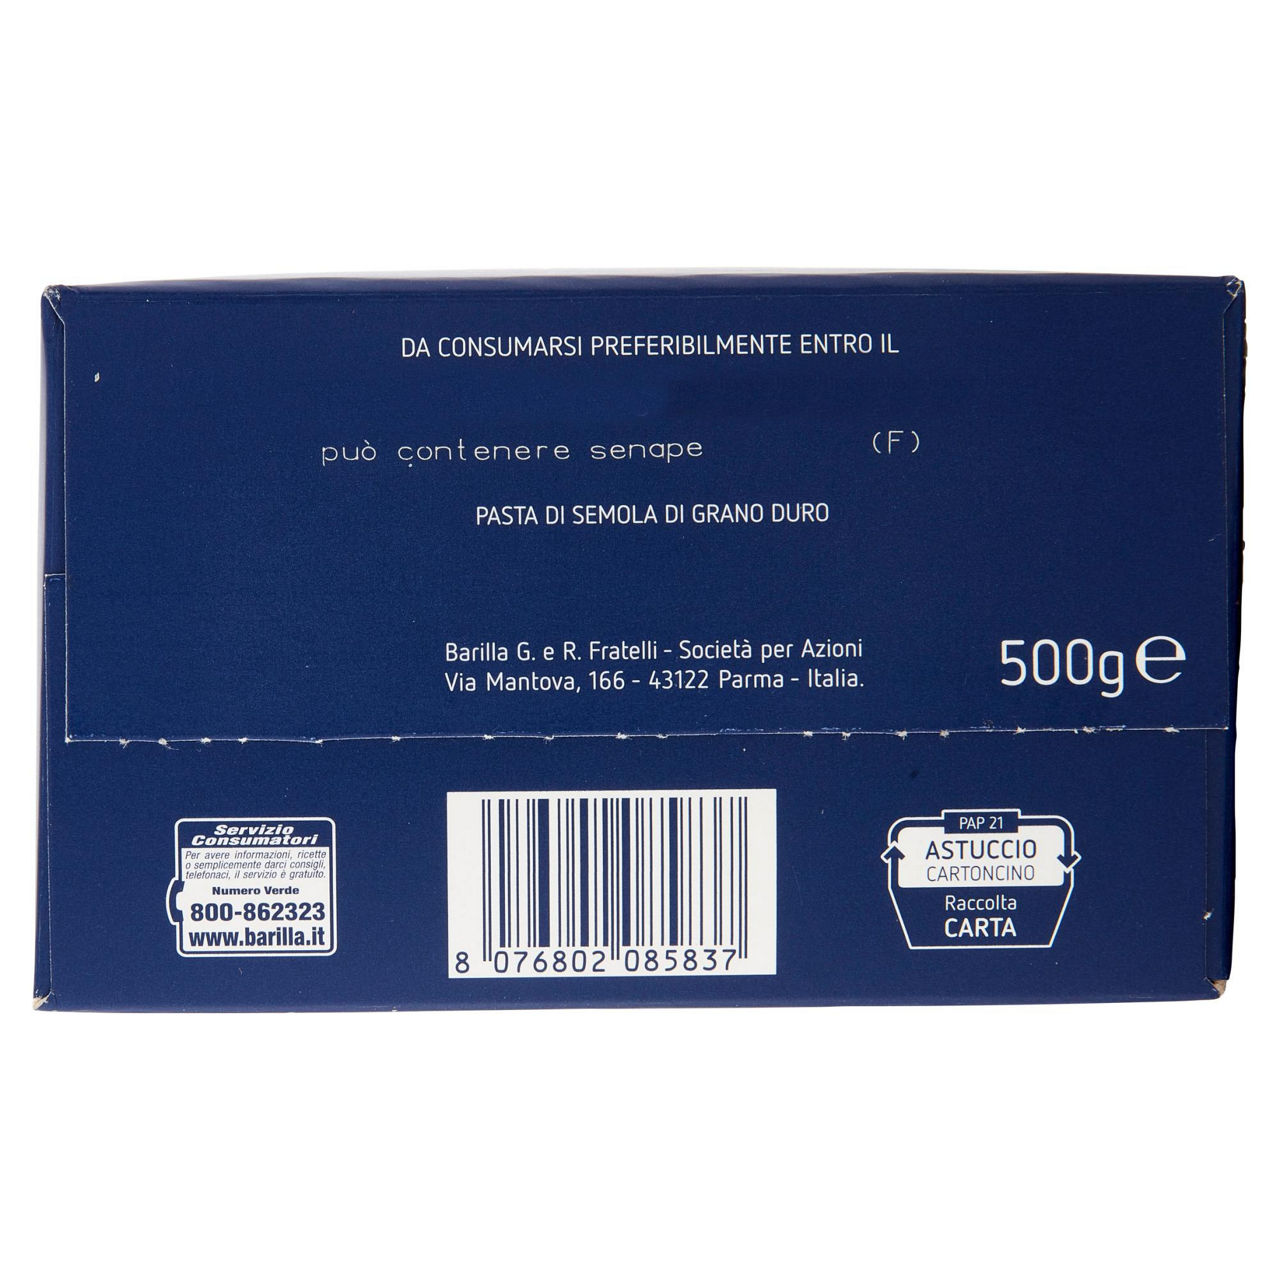 DA CONSUMARSI PREFERIBILMENTE ENTRO IL
può contenere senape (F)
PASTA DI SEMOLA DI GRANO DURO
Barilla G. e R. Fratelli - Società per Azioni
Via Mantova, 166 - 43122 Parma - Italia.
500g e
Servizio
Consumatori
Per avere informazioni, ricette
o semplicemente darci consigli,
telefonaci, il servizio è gratuito.
Numero Verde
800-862323
www.barilla.it
8 076802 085837
PAP 21
ASTUCCIO
CARTONCINO
Raccolta
CARTA